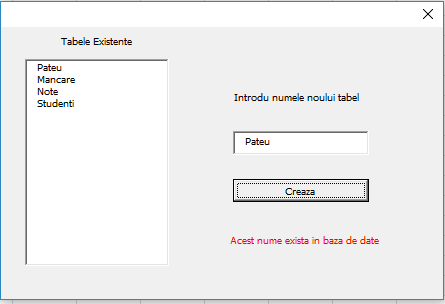 Tabele Existente
Pateu
Mancare
Note
Studenti
Introdu numele noului tabel
Pateu
Creaza
Acest nume exista in baza de date